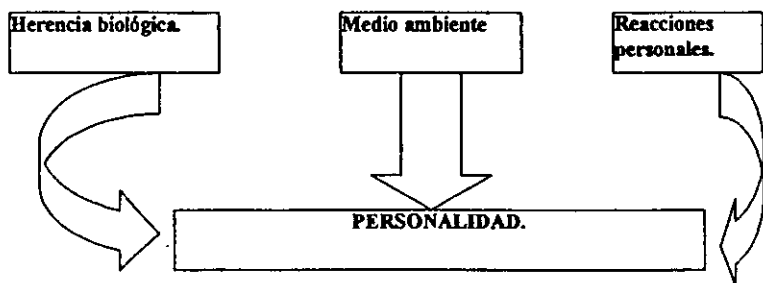 Herencia biológica.
Medio ambiente
Reacciones
personales.
PERSONALIDAD.